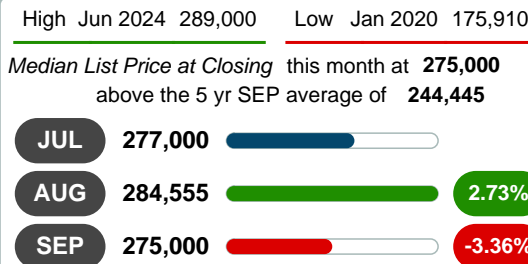 High Jun 2024 289,000 Low Jan 2020 175,910
Median List Price at Closing this month at 275,000
above the 5 yr SEP average of 244,445
JUL 277,000
AUG 284,555 2.73%
SEP 275,000 -3.36%